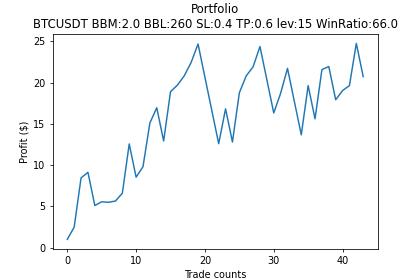 Portfolio
BTCUSDT BBM:2.0 BBL:260 SL:0.4 TP:0.6 lev:15 WinRatio:66.0
25
20
15
10
5
0
Profit ($)
0 10 20 30 40
Trade counts